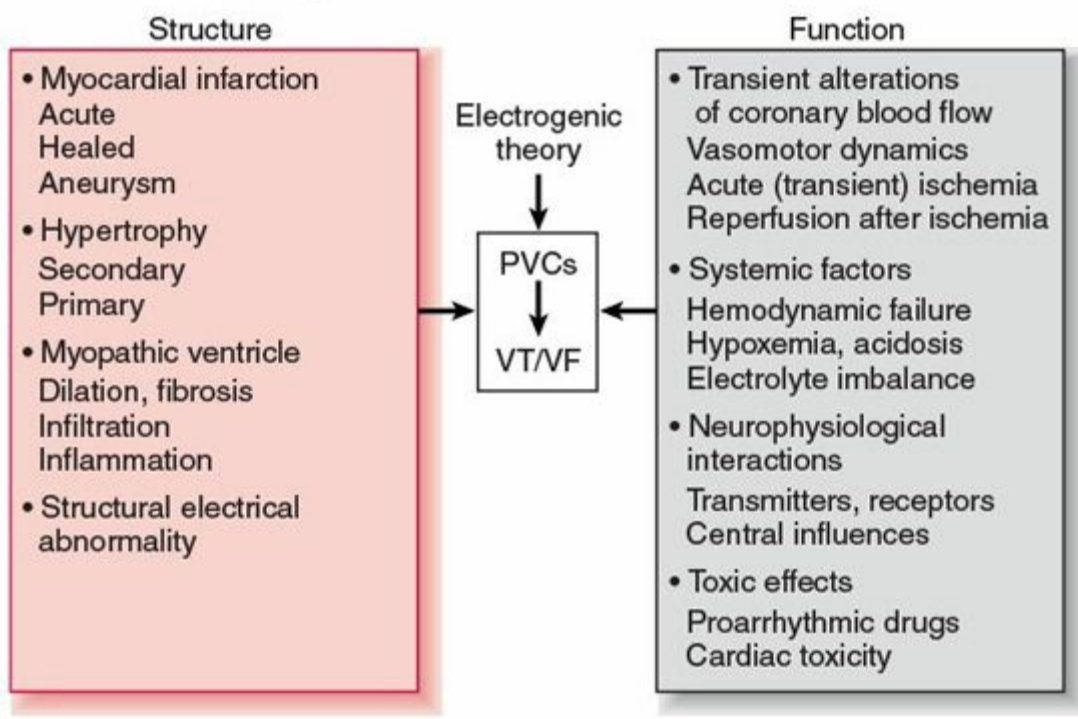 Structure
• Myocardial infarction
Acute
Healed
Aneurysm
• Hypertrophy
Secondary
Primary
• Myopathic ventricle
Dilation, fibrosis
Infiltration
Inflammation
• Structural electrical
abnormality
Electrogenic
theory
PVCs
VT/VF
Function
• Transient alterations
of coronary blood flow
Vasomotor dynamics
Acute (transient) ischemia
Reperfusion after ischemia
• Systemic factors
Hemodynamic failure
Hypoxemia, acidosis
Electrolyte imbalance
• Neurophysiological
interactions
Transmitters, receptors
Central influences
• Toxic effects
Proarrhythmic drugs
Cardiac toxicity